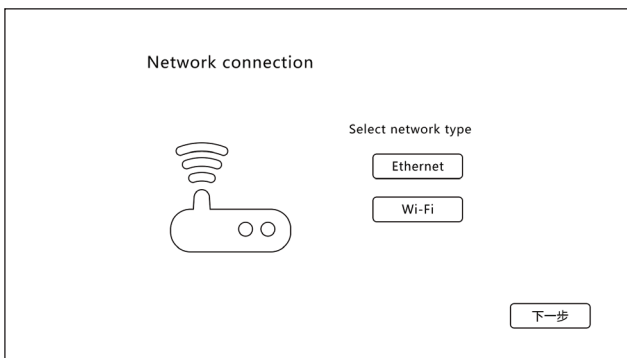 Network connection
Select network type
Ethernet
Wi-Fi
下一步